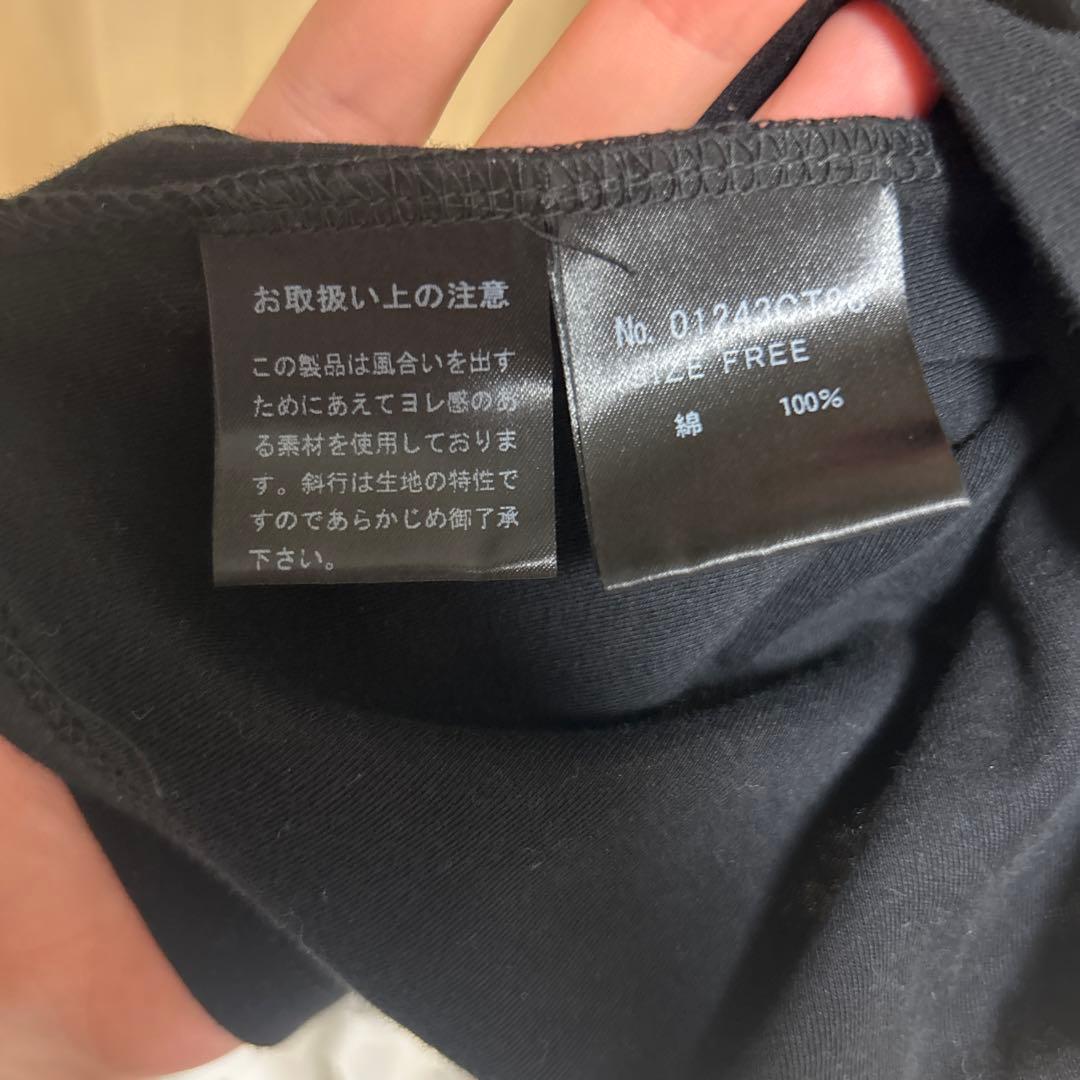 お取扱い上の注意
この製品は風合いを出す
ためにあえてヨレ感のあ
る素材を使用しておりま
す。斜行は生地の特性で
すのであらかじめ御了承
下さい。
No.
SIZE FREE
綿 100%